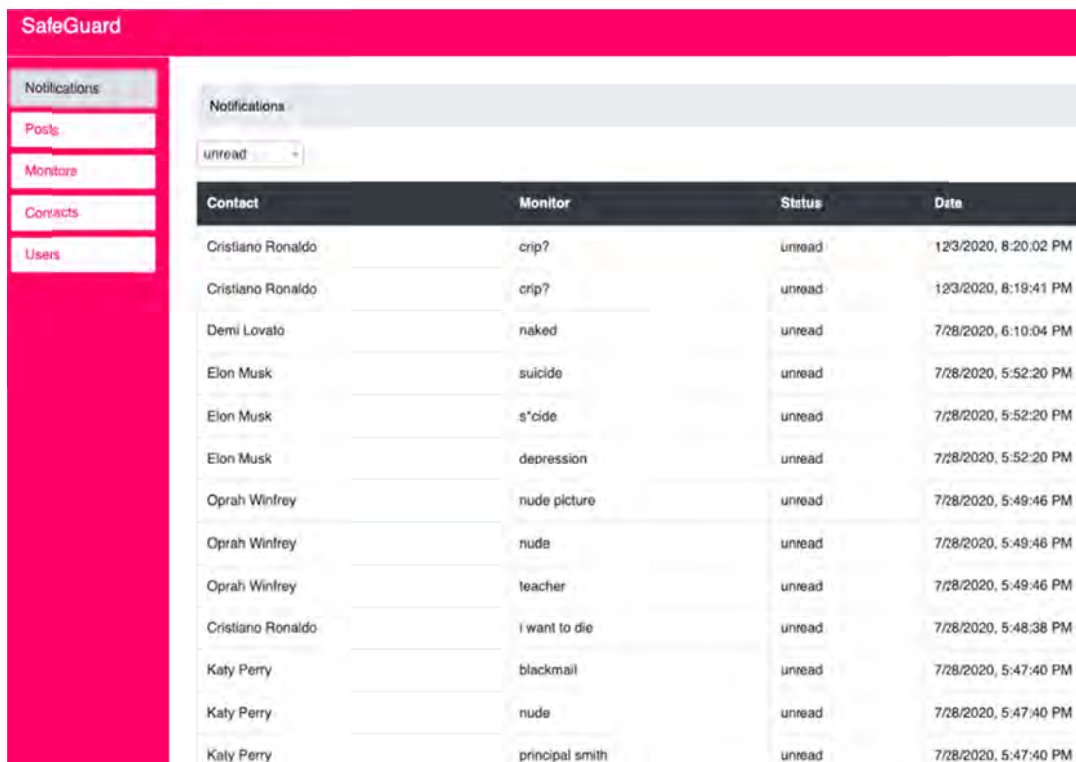 SafeGuard
Notifications
Posts
Monitors
Contacts
Users
Notifications
unread
Contact Monitor Status Date
Cristiano Ronaldo crip? unread 12/3/2020, 8:20:02 PM
Cristiano Ronaldo crip? unread 12/3/2020, 8:19:41 PM
Demi Lovato naked unread 7/28/2020, 6:10:04 PM
Elon Musk suicide unread 7/28/2020, 5:52:20 PM
Elon Musk s*cide unread 7/28/2020, 5:52:20 PM
Elon Musk depression unread 7/28/2020, 5:52:20 PM
Oprah Winfrey nude picture unread 7/28/2020, 5:49:46 PM
Oprah Winfrey nude unread 7/28/2020, 5:49:46 PM
Oprah Winfrey teacher unread 7/28/2020, 5:49:46 PM
Cristiano Ronaldo i want to die unread 7/28/2020, 5:48:38 PM
Katy Perry blackmail unread 7/28/2020, 5:47:40 PM
Katy Perry nude unread 7/28/2020, 5:47:40 PM
Katy Perry principal smith unread 7/28/2020, 5:47:40 PM